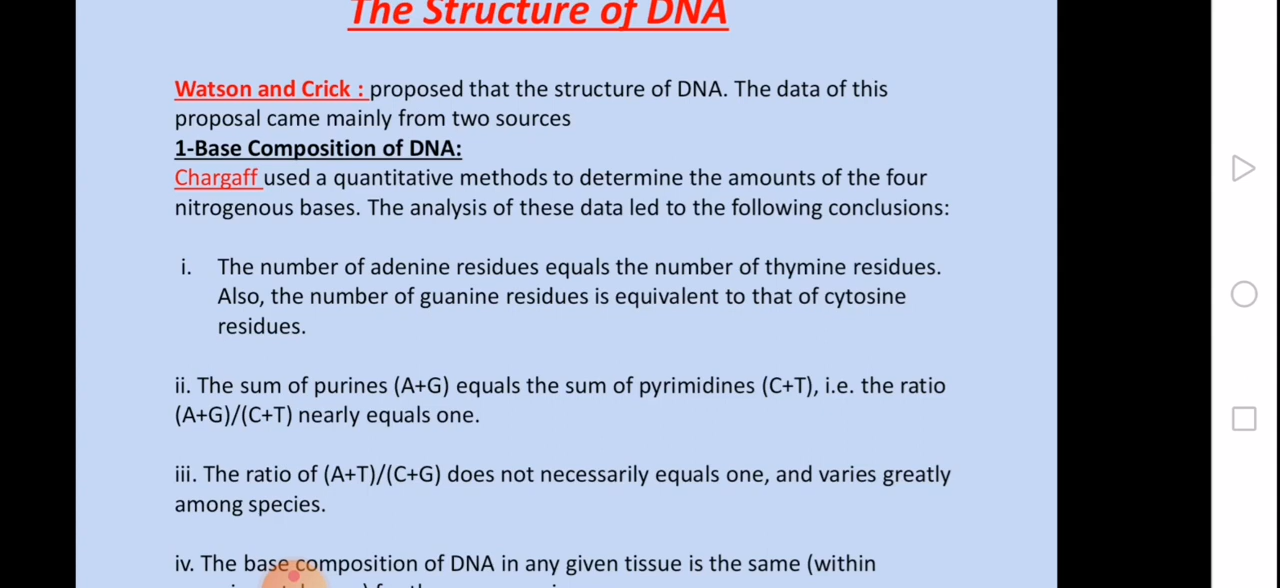 The Structure of DNA
Watson and Crick : proposed that the structure of DNA. The data of this
proposal came mainly from two sources
1-Base Composition of DNA:
Chargaff used a quantitative methods to determine the amounts of the four
nitrogenous bases. The analysis of these data led to the following conclusions:
i. The number of adenine residues equals the number of thymine residues.
Also, the number of guanine residues is equivalent to that of cytosine
residues.
ii. The sum of purines (A+G) equals the sum of pyrimidines (C+T), i.e. the ratio
(A+G)/(C+T) nearly equals one.
iii. The ratio of (A+T)/(C+G) does not necessarily equals one, and varies greatly
among species.
iv. The base composition of DNA in any given tissue is the same (within